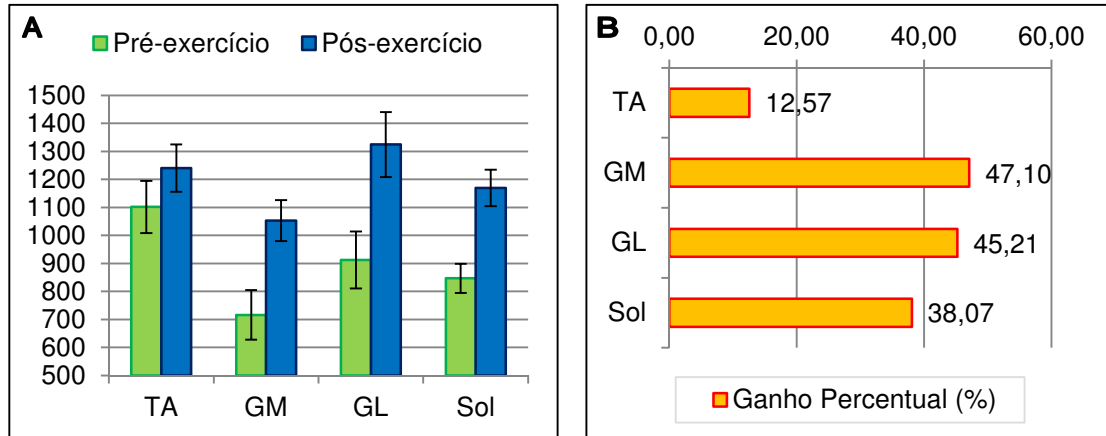 A
Pré-exercício Pós-exercício
1500
1400
1300
1200
1100
1000
900
800
700
600
500
TA GM GL Sol
B
0,00 20,00 40,00 60,00
TA 12,57
GM 47,10
GL 45,21
Sol 38,07
Ganho Percentual (%)